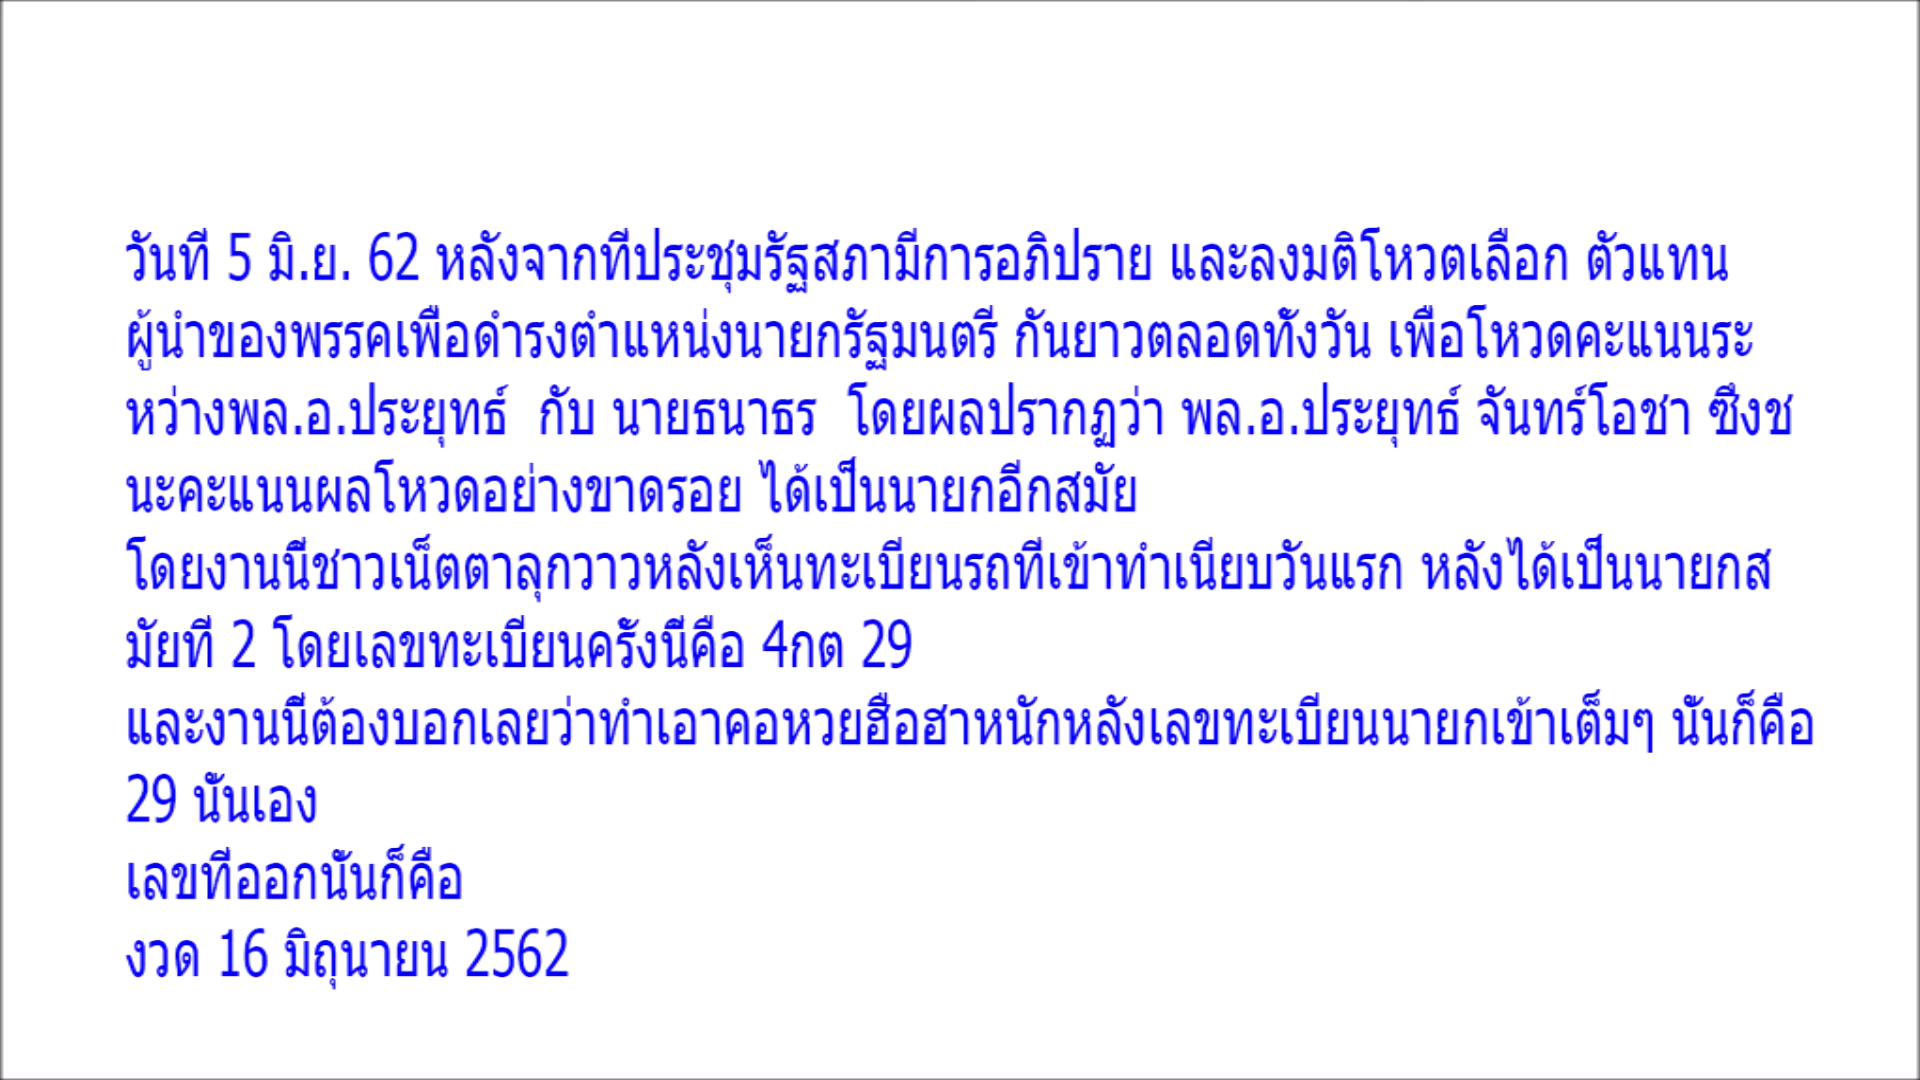 วันที่ 5 มิ.ย. 62 หลังจากที่ประชุมรัฐสภามีการอภิปราย และลงมติโหวตเลือก ตัวแทน
ผู้นำของพรรคเพื่อดำรงตำแหน่งนายกรัฐมนตรี กันยาวตลอดทั้งวัน เพื่อโหวดคะแนนระ
หว่างพล.อ.ประยุทธ์  กับ นายธนาธร  โดยผลปรากฏว่า พล.อ.ประยุทธ์ จันทร์โอชา ซึ่งช
นะคะแนนผลโหวดอย่างขาดรอย ได้เป็นนายกอีกสมัย
โดยงานนี้ชาวเน็ตตาลุกวาวหลังเห็นทะเบียนรถที่เข้าทำเนียบวันแรก หลังได้เป็นนายกส
มัยที่ 2 โดยเลขทะเบียนครั้งนี้คือ 4กต 29
และงานนี้ต้องบอกเลยว่าทำเอาคอหวยฮือฮาหนักหลังเลขทะเบียนนายกเข้าเต็มๆ นั่นก็คือ
29 นั่นเอง
เลขที่ออกนั้นก็คือ
งวด 16 มิถุนายน 2562